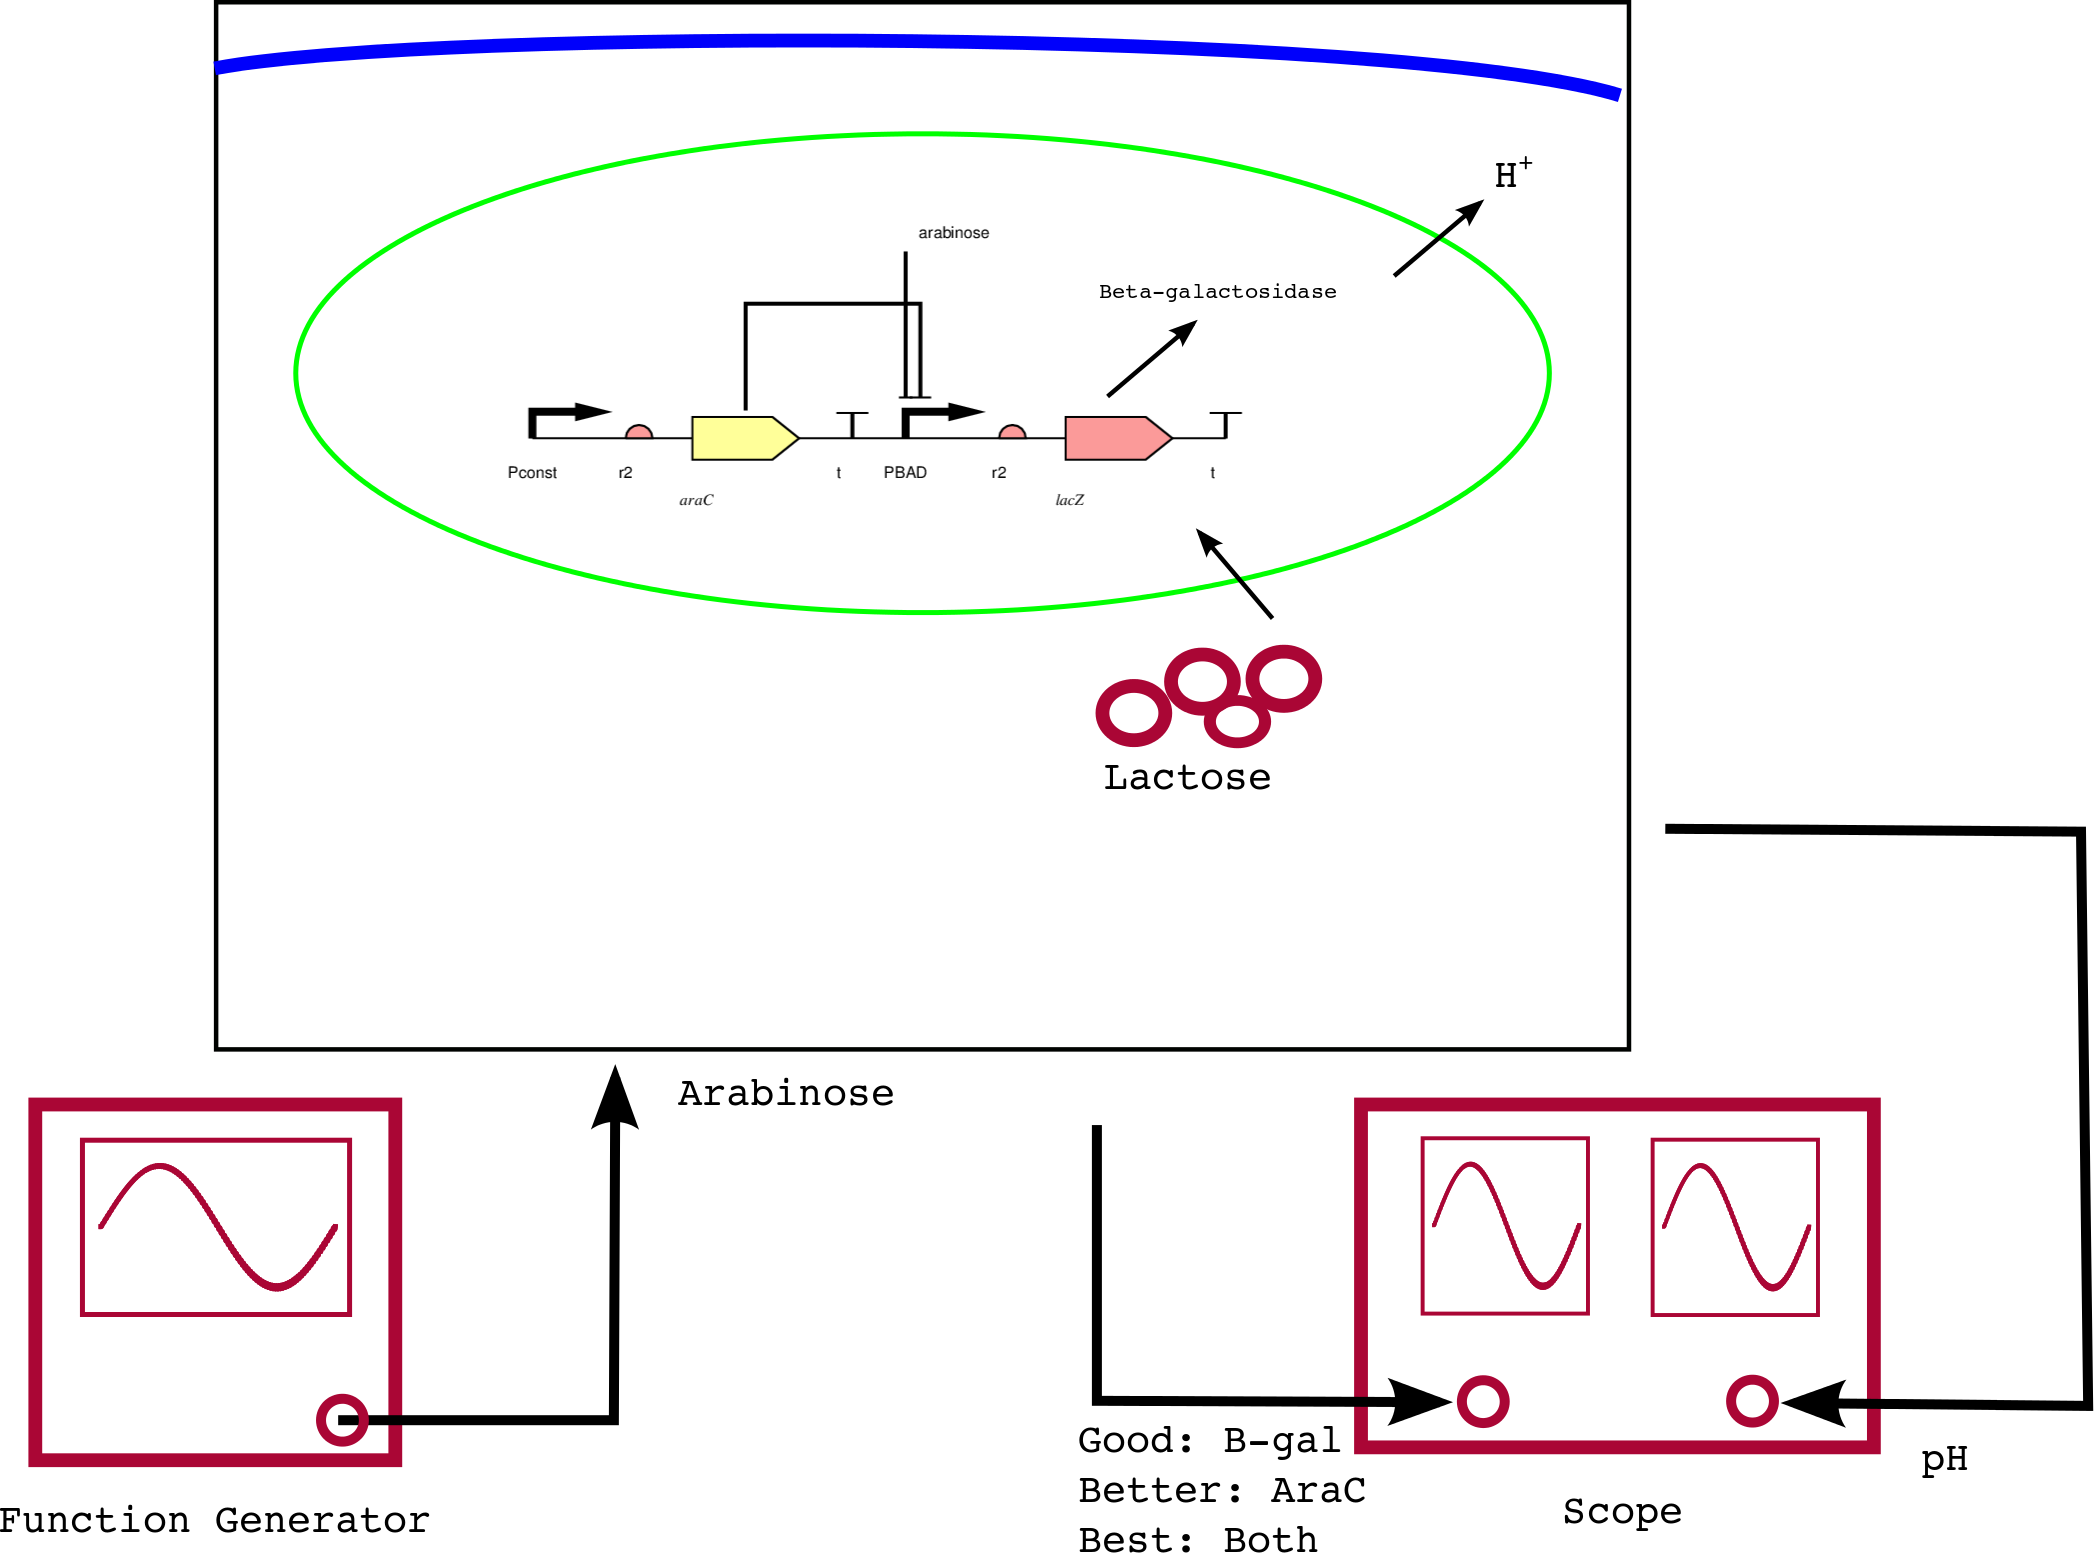 H+
arabinose
Beta-galactosidase
Pconst r2 t PBAD r2 t
araC lacZ
Lactose
Arabinose
Good: B-gal
Better: AraC
Best: Both
pH
Scope
Function Generator